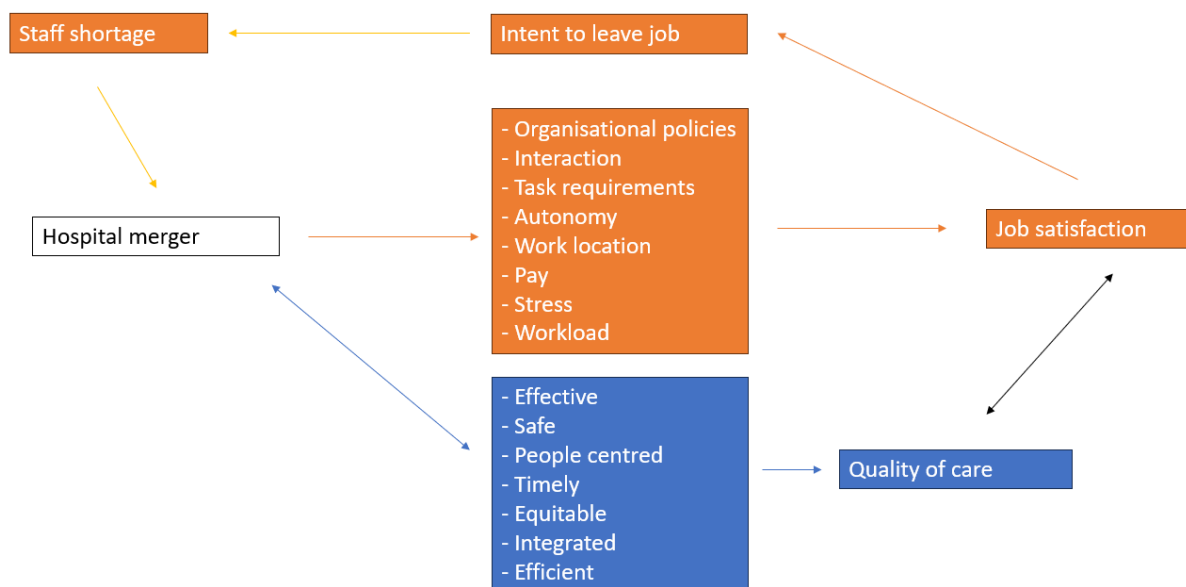 Staff shortage
Intent to leave job
- Organisational policies
- Interaction
- Task requirements
- Autonomy
- Work location
- Pay
- Stress
- Workload
Hospital merger
Job satisfaction
- Effective
- Safe
- People centred
- Timely
- Equitable
- Integrated
- Efficient
Quality of care